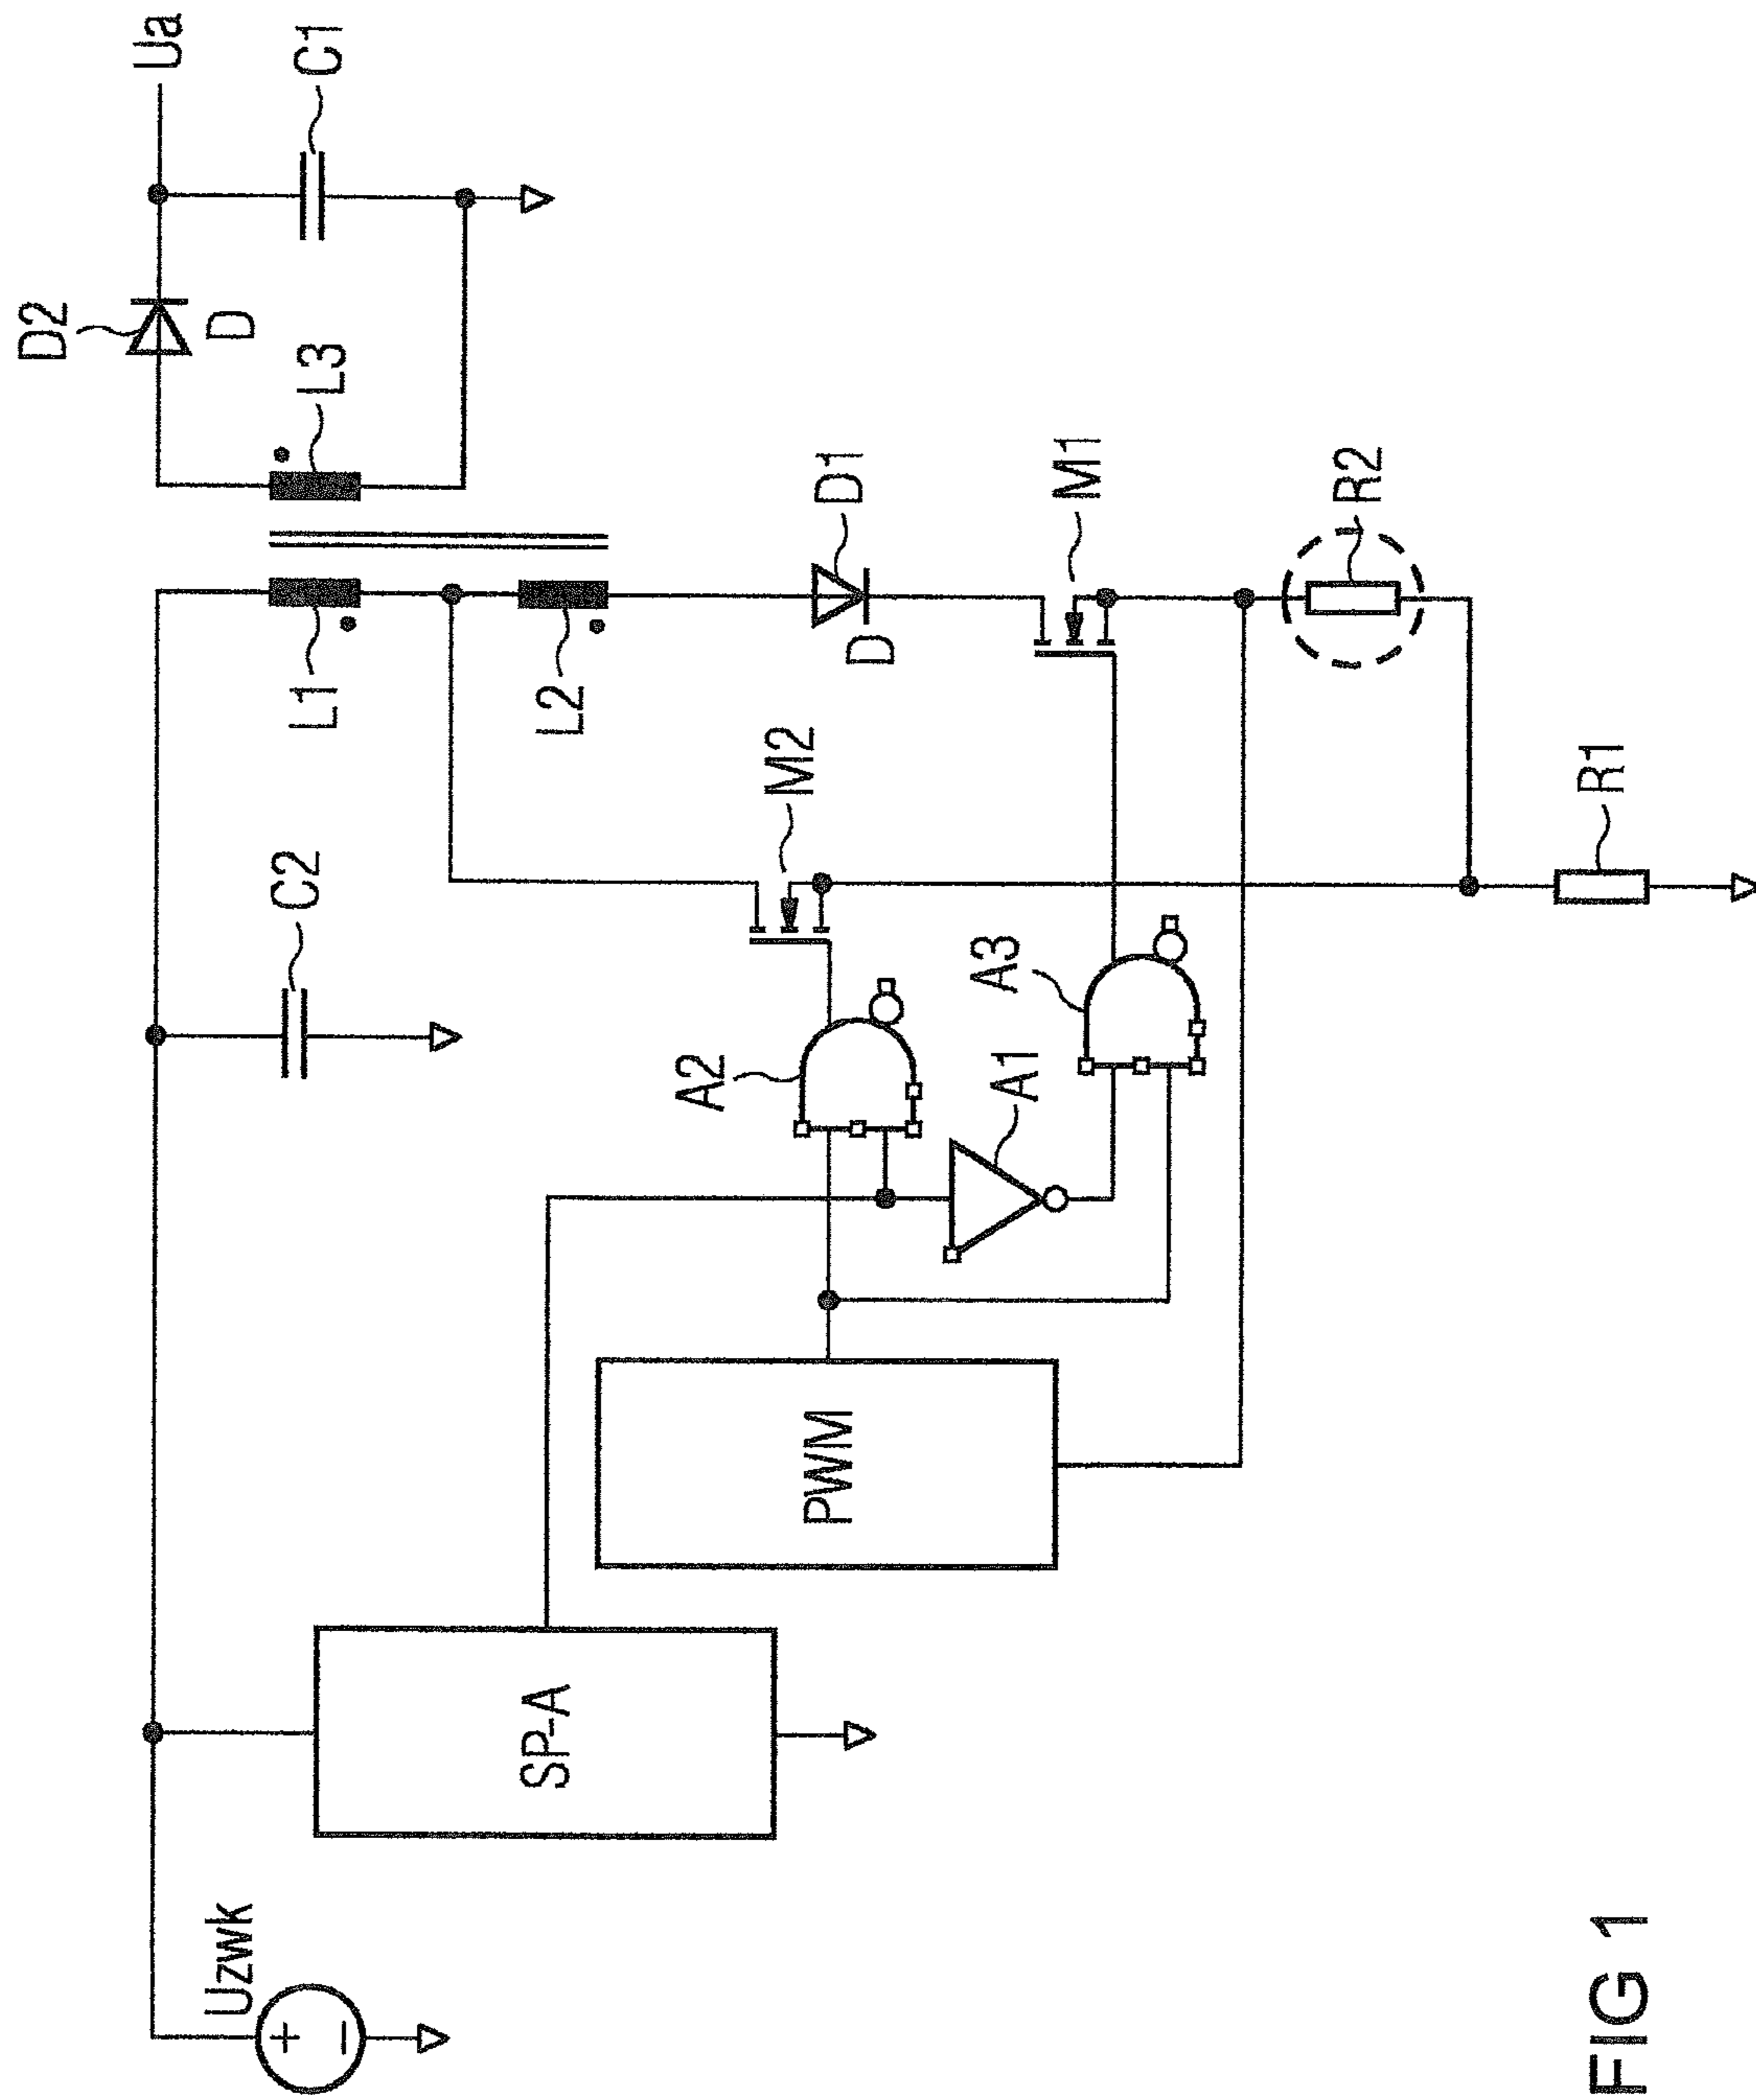 Ua
D2
D
C1
L3
L1
L2
D1
D
C2
M2
M1
R2
A2
A3
A1
R1
PWM
SP-A
Uzwk
+
–
FIG 1